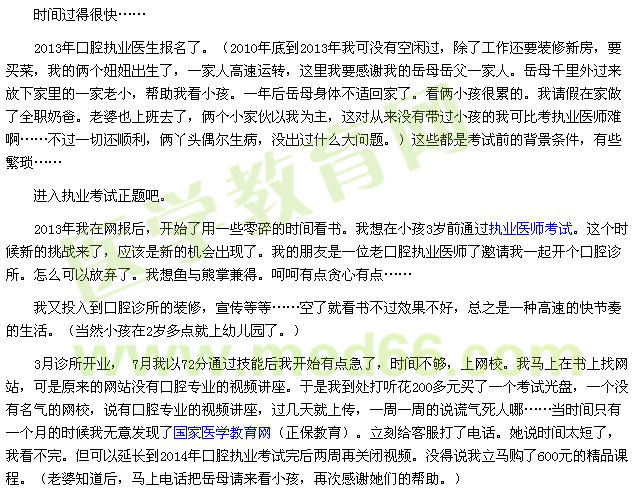 时间过得很快……
2013年口腔执业医生报名了。（2010年底到2013年我可没有空闲过，除了工作还要装修新房，要
买菜，我的俩个妞妞出生了，一家人高速运转，这里我要感谢我的岳母岳父一家人。岳母千里外过来
放下家里的一家老小，帮助我看小孩。一年后岳母身体不适回家了。看俩小孩很累的。我请假在家做
了全职奶爸。老婆也上班去了，两个小家伙以我为主，这对从来没有带过小孩的我可比考执业医师难
啊……不过一切还顺利，俩丫头偶尔生病，没出过什么大问题。）这些都是考试前的背景条件，有些
繁琐……
进入执业考试正题吧。
2013年我在网报后，开始了用一些零碎的时间看书。我想在小孩3岁前通过执业医师考试。这个时
候新的挑战来了，应该是新的机会出现了。我的朋友是一位老口腔执业医师了邀请我一起开个口腔诊
所。怎么可以放弃了。我想鱼与熊掌兼得。呵呵有点贪心有点……
我又投入到口腔诊所的装修，宣传等等……空了就看书不过效果不好，总之是一种高速的快节奏
的生活。（当然小孩在2岁多点就上幼儿园了。）
3月诊所开业， 7月我以72分通过技能后我开始有点急了，时间不够，上网校。我马上在书上找网
站，可是原来的网站没有口腔专业的视频讲座。于是我到处打听花200多元买了一个考试光盘，一个没
有名气的网校，说有口腔专业的视频讲座，过几天就上传，一周一周的说谎气死人哪……当时间只有
一个月的时候我无意发现了国家医学教育网（正保教育）。立刻给客服打了电话。她说时间太短了，
我看不完。但可以延长到2014年口腔执业考试完后两周再关闭视频。没得说我立马购了600元的精品课
程。（老婆知道后，马上电话把岳母请来看小孩，再次感谢她们的帮助。）
医学教育网
www.med66.com